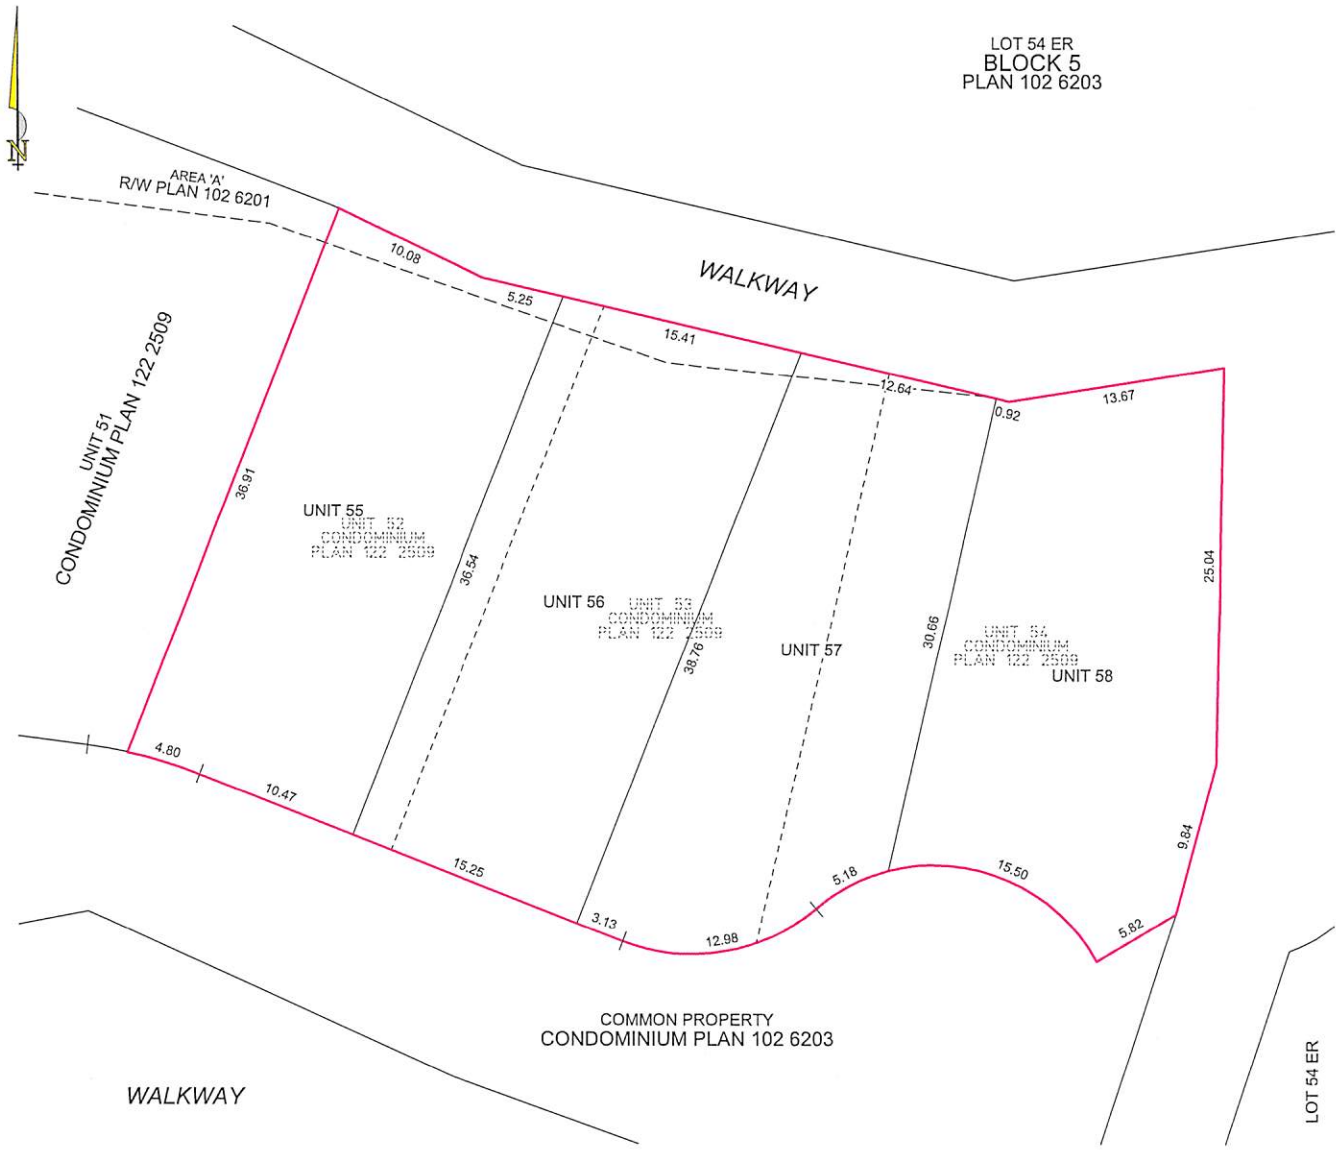 LOT 54 ER
BLOCK 5
PLAN 102 6203
N
AREA 'A'
R/W PLAN 102 6201
10.08
5.25
WALKWAY
15.41
12.64
0.92
13.67
UNIT 51
CONDOMINIUM PLAN 122 2509
36.91
UNIT 55
UNIT 52
CONDOMINIUM
PLAN 122 2509
36.54
UNIT 56
UNIT 53
CONDOMINIUM
PLAN 122 2509
38.76
UNIT 57
30.66
UNIT 54
CONDOMINIUM
PLAN 122 2509
UNIT 58
25.04
4.80
10.47
15.25
3.13
12.98
5.18
15.50
9.84
5.82
COMMON PROPERTY
CONDOMINIUM PLAN 102 6203
WALKWAY
LOT 54 ER